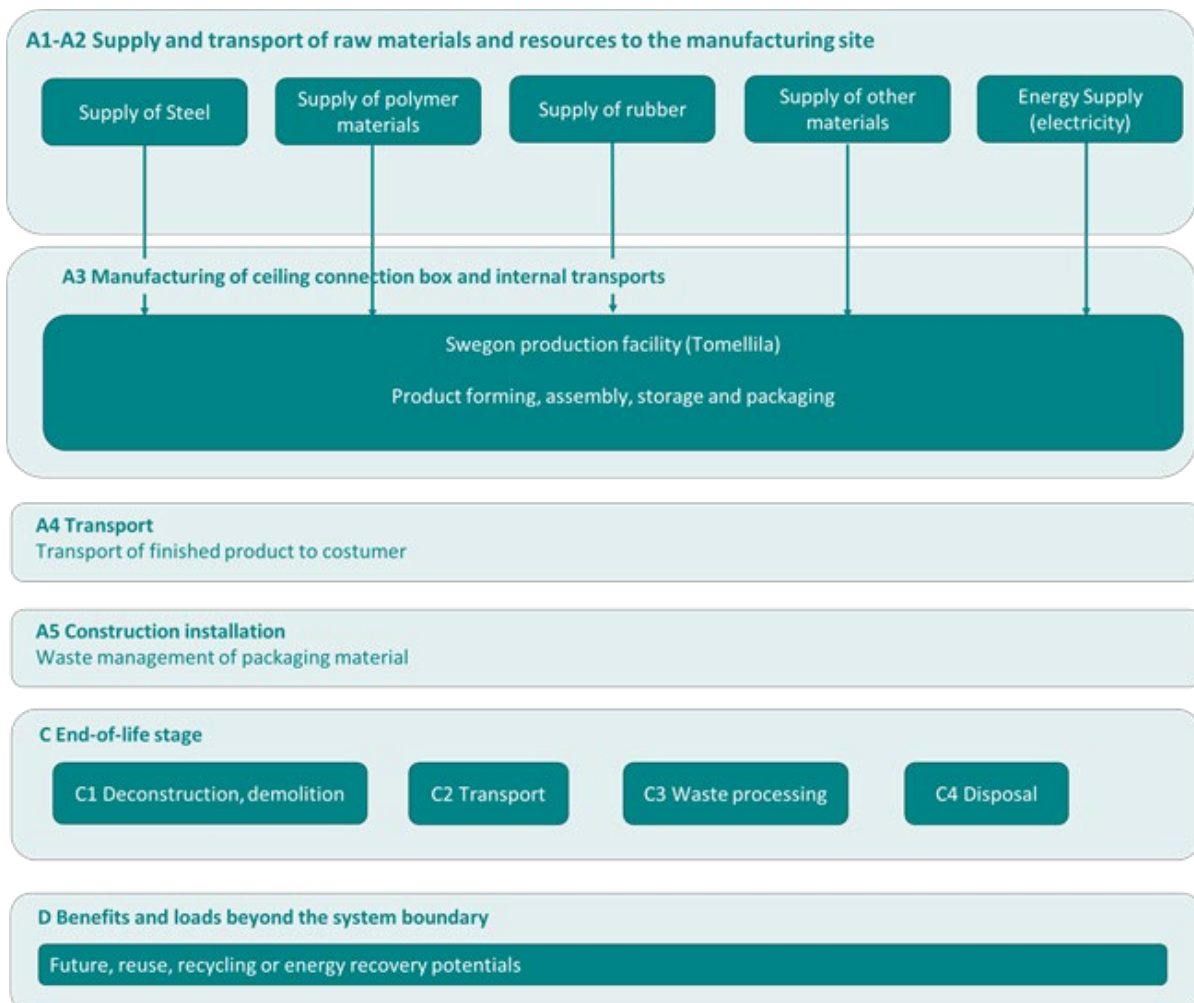 A1-A2 Supply and transport of raw materials and resources to the manufacturing site
Supply of Steel
Supply of polymer
materials
Supply of rubber
Supply of other
materials
Energy Supply
(electricity)
A3 Manufacturing of ceiling connection box and internal transports
Swegon production facility (Tomellila)
Product forming, assembly, storage and packaging
A4 Transport
Transport of finished product to costumer
A5 Construction installation
Waste management of packaging material
C End-of-life stage
C1 Deconstruction, demolition
C2 Transport
C3 Waste processing
C4 Disposal
D Benefits and loads beyond the system boundary
Future, reuse, recycling or energy recovery potentials